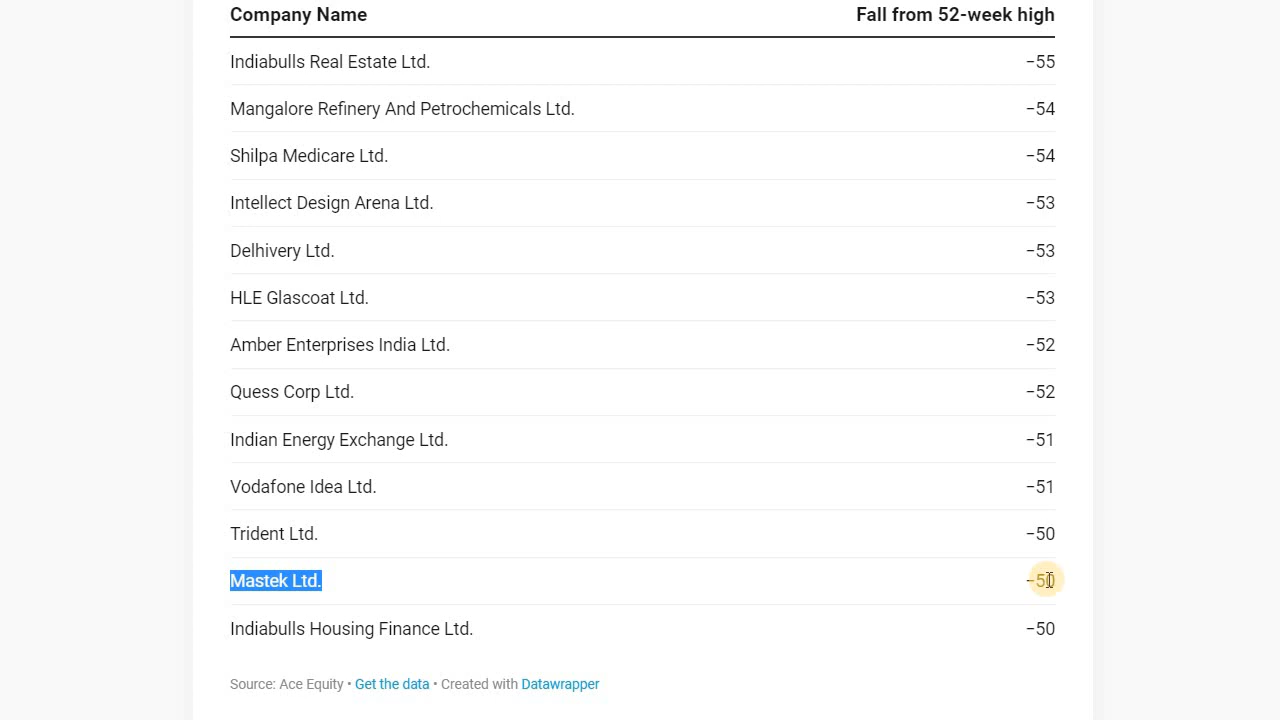 Company Name Fall from 52-week high
Indiabulls Real Estate Ltd. −55
Mangalore Refinery And Petrochemicals Ltd. −54
Shilpa Medicare Ltd. −54
Intellect Design Arena Ltd. −53
Delhivery Ltd. −53
HLE Glascoat Ltd. −53
Amber Enterprises India Ltd. −52
Quess Corp Ltd. −52
Indian Energy Exchange Ltd. −51
Vodafone Idea Ltd. −51
Trident Ltd. −50
Mastek Ltd. −50
Indiabulls Housing Finance Ltd. −50
Source: Ace Equity • Get the data • Created with Datawrapper